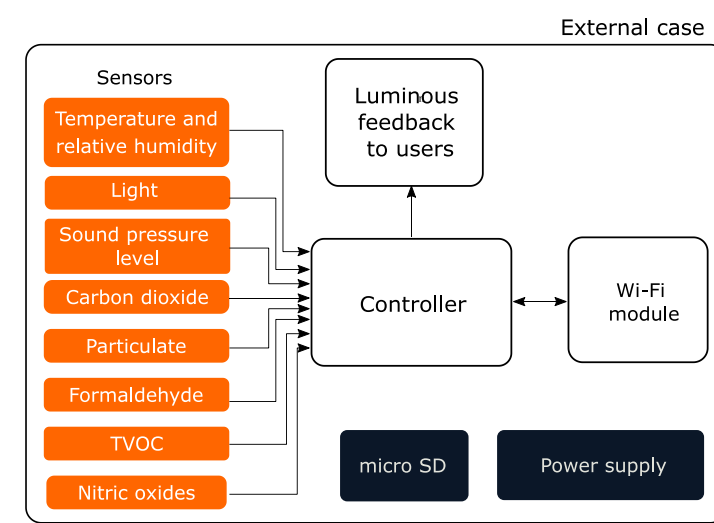 External case
Sensors
Temperature and
relative humidity
Light
Sound pressure
level
Carbon dioxide
Particulate
Formaldehyde
TVOC
Nitric oxides
Luminous
feedback
to users
Controller
Wi-Fi
module
micro SD
Power supply